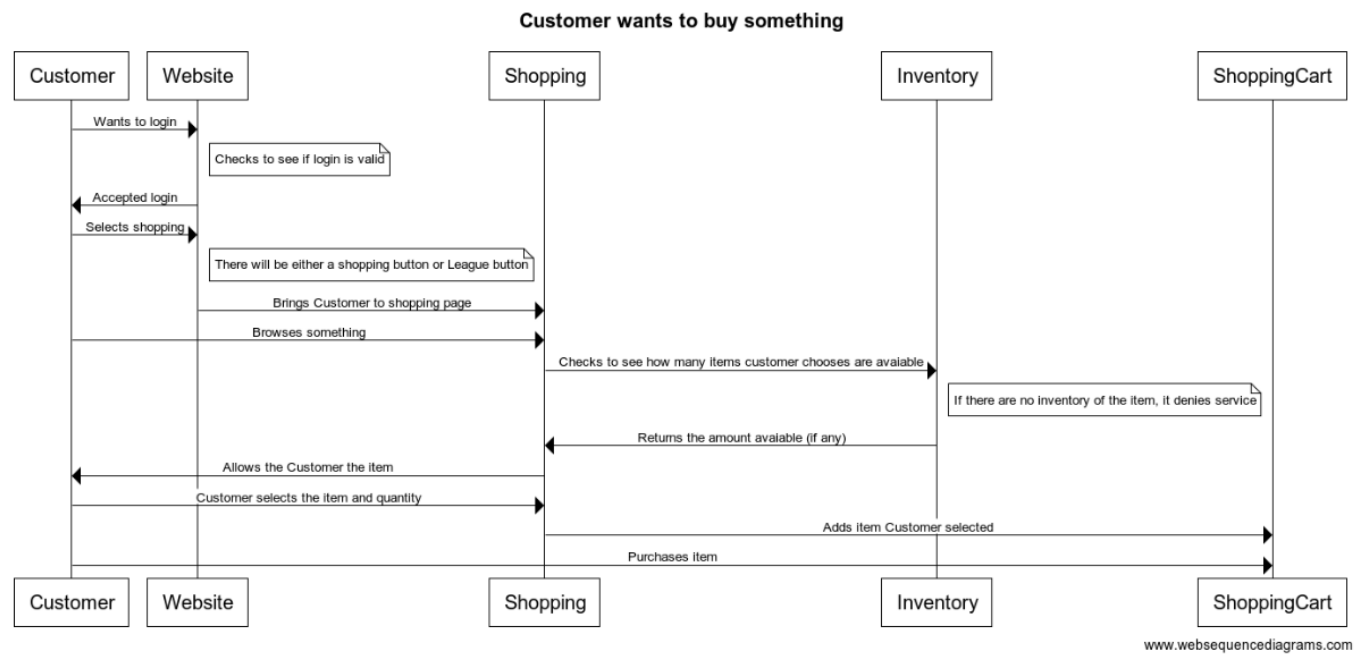 Customer wants to buy something
Customer
Website
Shopping
Inventory
ShoppingCart
Wants to login
Checks to see if login is valid
Accepted login
Selects shopping
There will be either a shopping button or League button
Brings Customer to shopping page
Browses something
Checks to see how many items customer chooses are avaiable
If there are no inventory of the item, it denies service
Returns the amount avaiable (if any)
Allows the Customer the item
Customer selects the item and quantity
Adds item Customer selected
Purchases item
Customer
Website
Shopping
Inventory
ShoppingCart
www.websequencediagrams.com